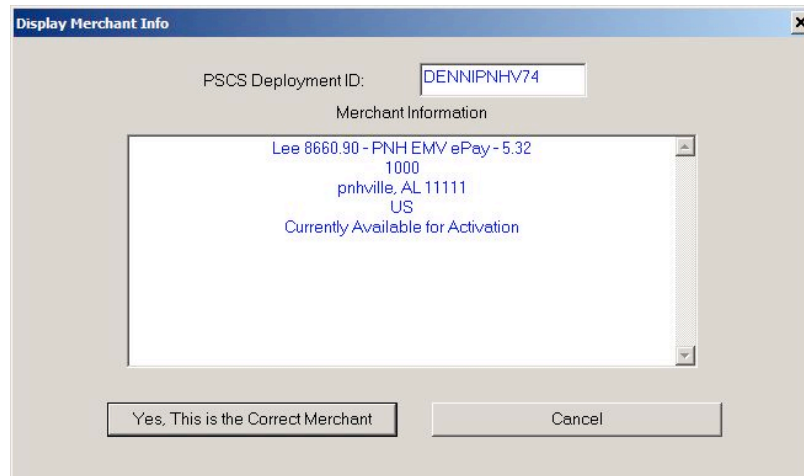 Display Merchant Info
PSCS Deployment ID: DENNIPNHV74
Merchant Information
Lee 8660.90 - PNH EMV ePay - 5.32
1000
pnhville, AL 11111
US
Currently Available for Activation
Yes, This is the Correct Merchant Cancel